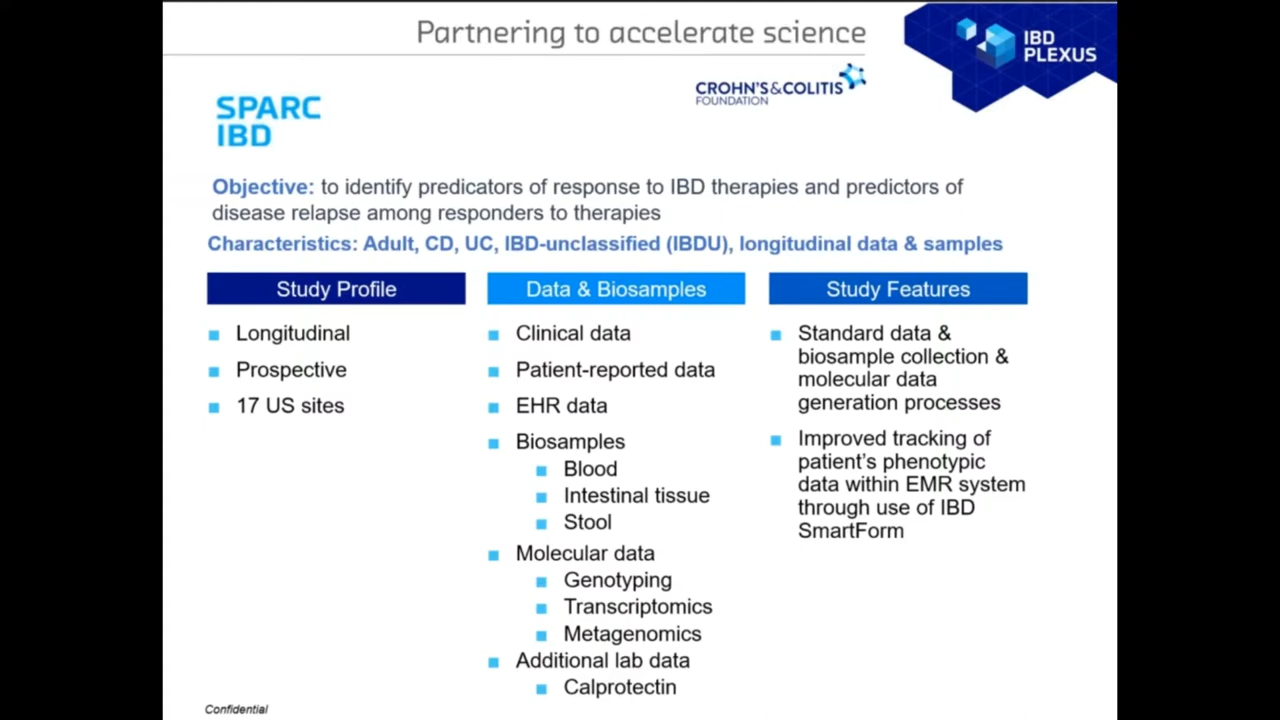 Partnering to accelerate science
IBD
PLEXUS
CROHN'S&COLITIS
FOUNDATION
SPARC
IBD
Objective: to identify predicators of response to IBD therapies and predictors of
disease relapse among responders to therapies
Characteristics: Adult, CD, UC, IBD-unclassified (IBDU), longitudinal data & samples
Study Profile
Longitudinal
Prospective
17 US sites
Data & Biosamples
Clinical data
Patient-reported data
EHR data
Biosamples
Blood
Intestinal tissue
Stool
Molecular data
Genotyping
Transcriptomics
Metagenomics
Additional lab data
Calprotectin
Study Features
Standard data &
biosample collection &
molecular data
generation processes
Improved tracking of
patient's phenotypic
data within EMR system
through use of IBD
SmartForm
Confidential